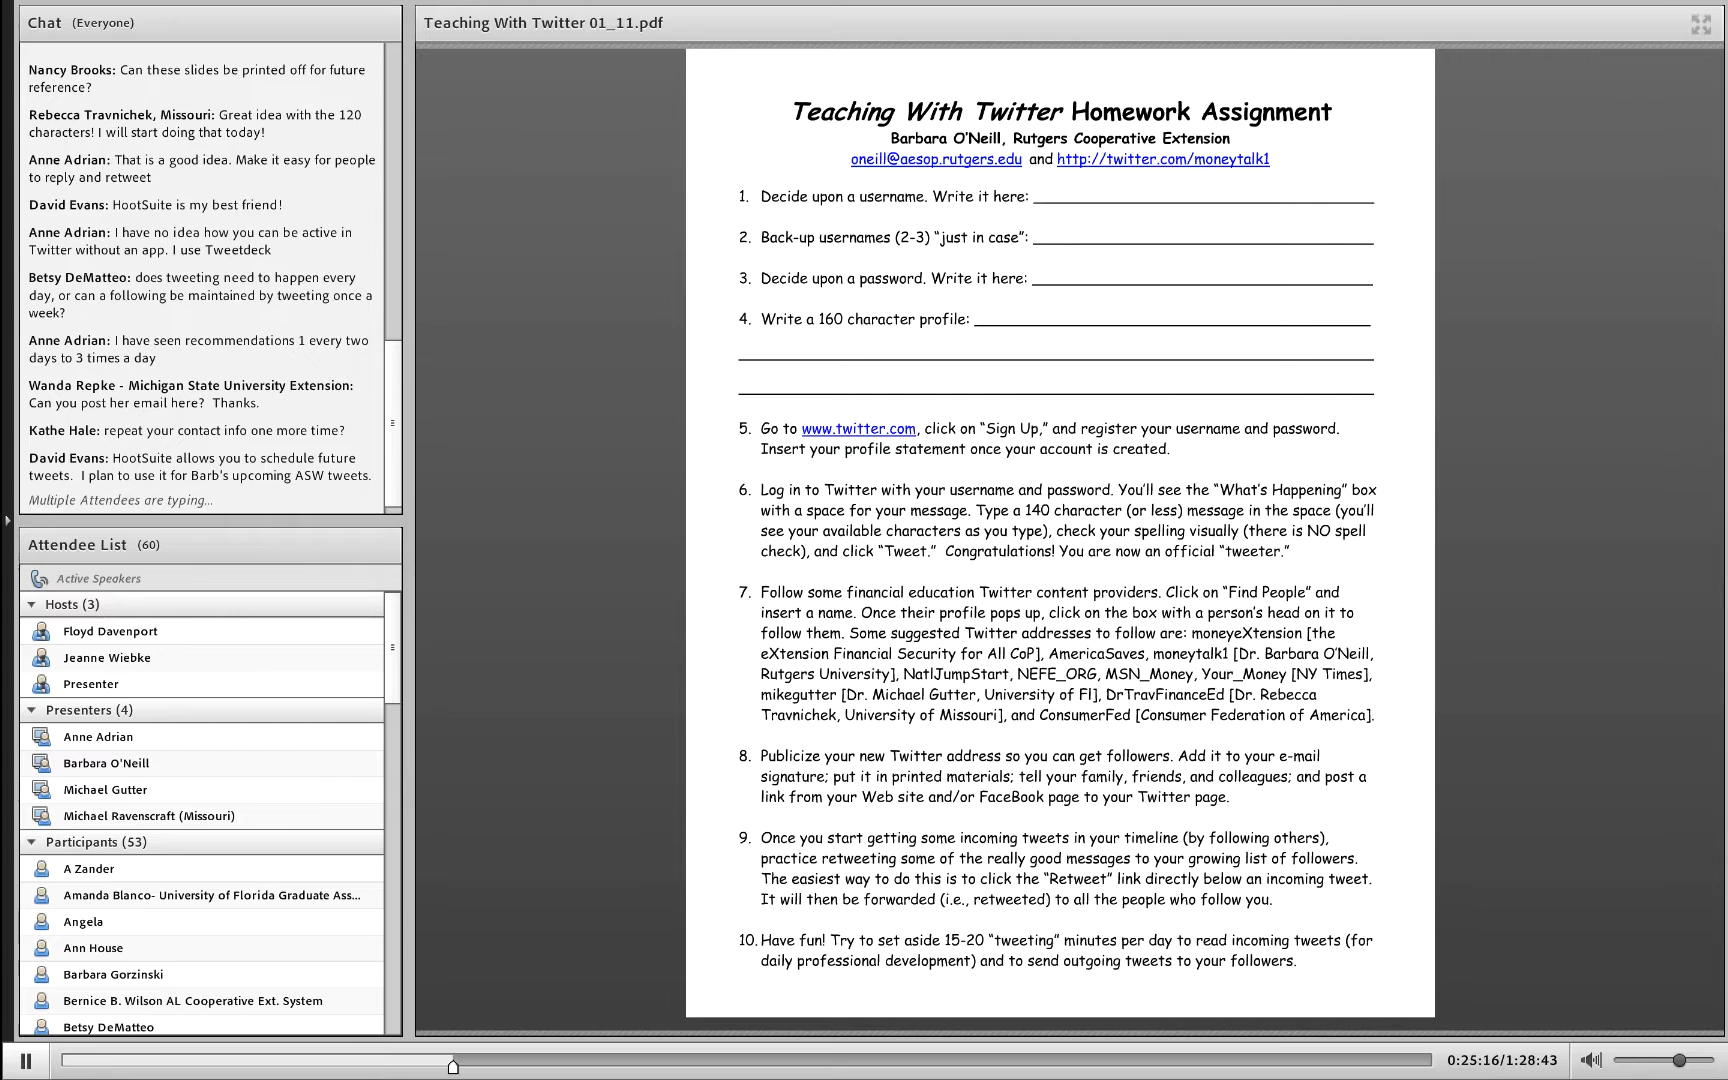 Chat (Everyone)
Nancy Brooks: Can these slides be printed off for future
reference?
Rebecca Travnichek, Missouri: Great idea with the 120
characters! I will start doing that today!
Anne Adrian: That is a good idea. Make it easy for people
to reply and retweet
David Evans: HootSuite is my best friend!
Anne Adrian: I have no idea how you can be active in
Twitter without an app. I use Tweetdeck
Betsy DeMatteo: does tweeting need to happen every
day, or can a following be maintained by tweeting once a
week?
Anne Adrian: I have seen recommendations 1 every two
days to 3 times a day
Wanda Repke - Michigan State University Extension:
Can you post her email here? Thanks.
Kathe Hale: repeat your contact info one more time?
David Evans: HootSuite allows you to schedule future
tweets. I plan to use it for Barb's upcoming ASW tweets.
Multiple Attendees are typing...
Attendee List (60)
Active Speakers
Hosts (3)
Floyd Davenport
Jeanne Wiebke
Presenter
Presenters (4)
Anne Adrian
Barbara O'Neill
Michael Gutter
Michael Ravenscraft (Missouri)
Participants (53)
A Zander
Amanda Blanco- University of Florida Graduate Ass...
Angela
Ann House
Barbara Gorzinski
Bernice B. Wilson AL Cooperative Ext. System
Betsy DeMatteo
Teaching With Twitter 01_11.pdf
Teaching With Twitter Homework Assignment
Barbara O'Neill, Rutgers Cooperative Extension
oneill@aesop.rutgers.edu and http://twitter.com/moneytalk1
1. Decide upon a username. Write it here:
2. Back-up usernames (2-3) "just in case":
3. Decide upon a password. Write it here:
4. Write a 160 character profile:
5. Go to www.twitter.com, click on "Sign Up," and register your username and password.
Insert your profile statement once your account is created.
6. Log in to Twitter with your username and password. You'll see the "What's Happening" box
with a space for your message. Type a 140 character (or less) message in the space (you'll
see your available characters as you type), check your spelling visually (there is NO spell
check), and click "Tweet." Congratulations! You are now an official "tweeter."
7. Follow some financial education Twitter content providers. Click on "Find People" and
insert a name. Once their profile pops up, click on the box with a person's head on it to
follow them. Some suggested Twitter addresses to follow are: moneyeXtension [the
eXtension Financial Security for All CoP], AmericaSaves, moneytalk1 [Dr. Barbara O'Neill,
Rutgers University], NatlJumpStart, NEFE_ORG, MSN_Money, Your_Money [NY Times],
mikegutter [Dr. Michael Gutter, University of Fl], DrTravFinanceEd [Dr. Rebecca
Travnichek, University of Missouri], and ConsumerFed [Consumer Federation of America].
8. Publicize your new Twitter address so you can get followers. Add it to your e-mail
signature; put it in printed materials; tell your family, friends, and colleagues; and post a
link from your Web site and/or FaceBook page to your Twitter page.
9. Once you start getting some incoming tweets in your timeline (by following others),
practice retweeting some of the really good messages to your growing list of followers.
The easiest way to do this is to click the "Retweet" link directly below an incoming tweet.
It will then be forwarded (i.e., retweeted) to all the people who follow you.
10. Have fun! Try to set aside 15-20 "tweeting" minutes per day to read incoming tweets (for
daily professional development) and to send outgoing tweets to your followers.
0:25:16/1:28:43